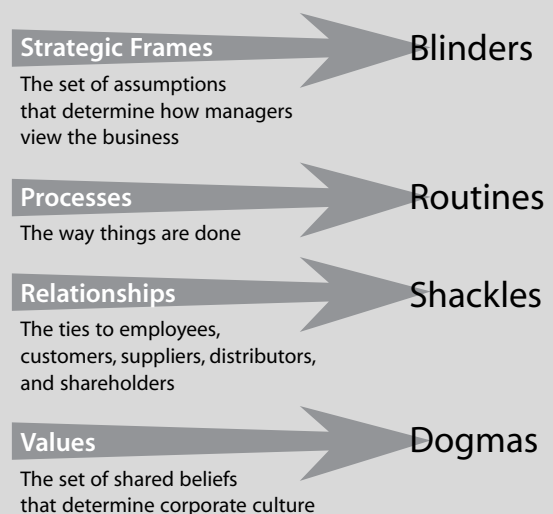 Strategic Frames
Blinders
The set of assumptions
that determine how managers
view the business
Processes
Routines
The way things are done
Relationships
Shackles
The ties to employees,
customers, suppliers, distributors,
and shareholders
Values
Dogmas
The set of shared beliefs
that determine corporate culture